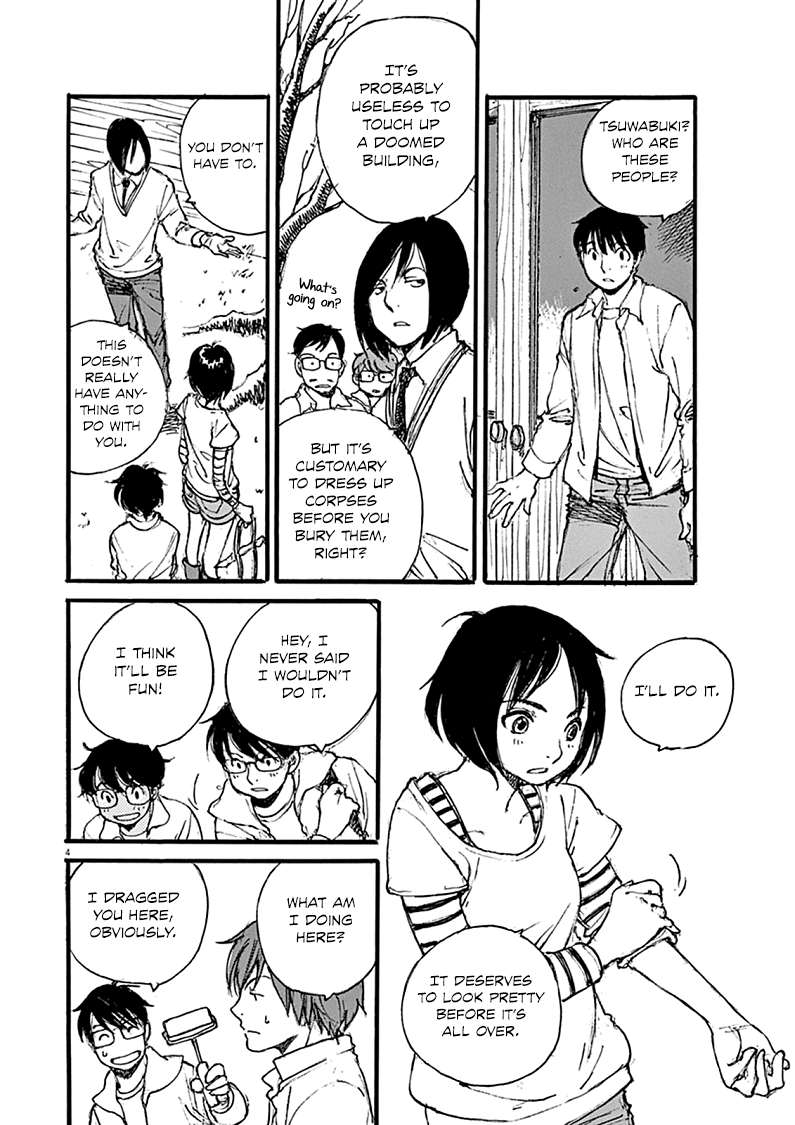 TSUWABUKI?
WHO ARE
THESE
PEOPLE?
IT'S
PROBABLY
USELESS TO
TOUCH UP
A DOOMED
BUILDING,
What's
going on?
BUT IT'S
CUSTOMARY
TO DRESS UP
CORPSES
BEFORE YOU
BURY THEM,
RIGHT?
YOU DON'T
HAVE TO.
THIS
DOESN'T
REALLY
HAVE ANY-
THING TO
DO WITH
YOU.
I'LL DO IT.
IT DESERVES
TO LOOK PRETTY
BEFORE IT'S
ALL OVER.
HEY, I
NEVER SAID
I WOULDN'T
DO IT.
I THINK
IT'LL BE
FUN!
4
WHAT AM
I DOING
HERE?
I DRAGGED
YOU HERE,
OBVIOUSLY.